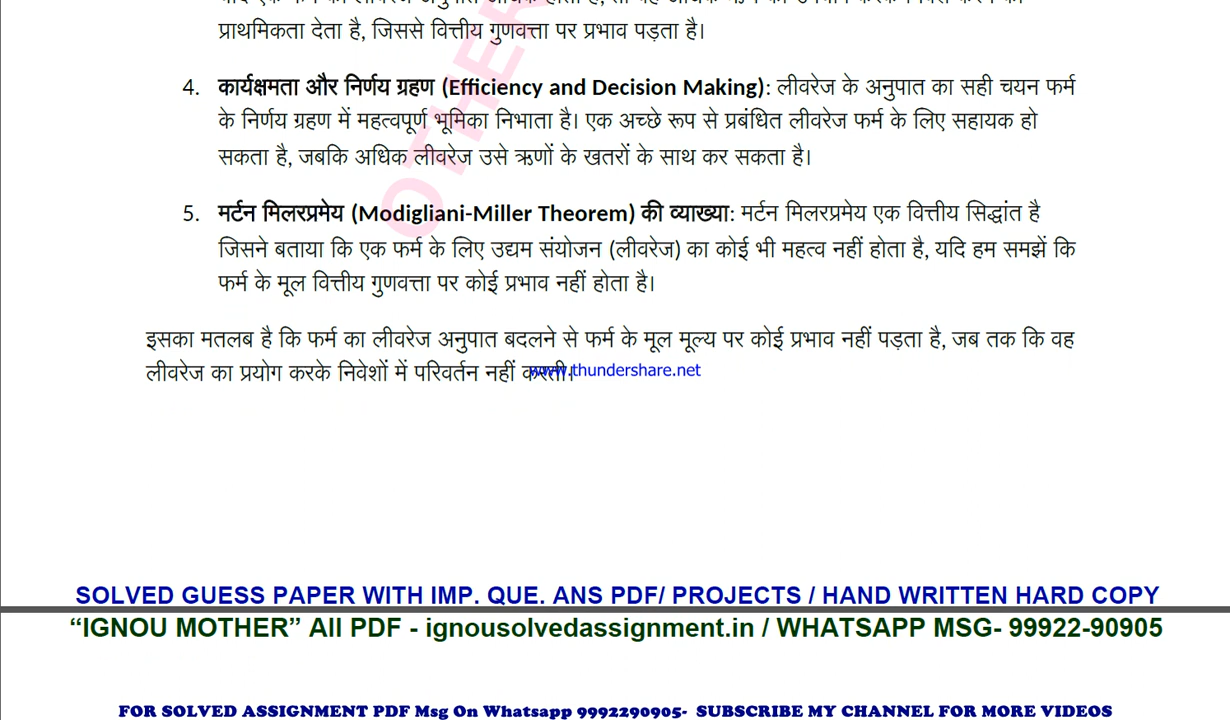 प्राथमिकता देता है, जिससे वित्तीय गुणवत्ता पर प्रभाव पड़ता है।
4. कार्यक्षमता और निर्णय ग्रहण (Efficiency and Decision Making): लीवरेज के अनुपात का सही चयन फर्म
के निर्णय ग्रहण में महत्वपूर्ण भूमिका निभाता है। एक अच्छे रूप से प्रबंधित लीवरेज फर्म के लिए सहायक हो
सकता है, जबकि अधिक लीवरेज उसे ऋणों के खतरों के साथ कर सकता है।
5. मर्टन मिलरप्रमेय (Modigliani-Miller Theorem) की व्याख्या: मर्टन मिलरप्रमेय एक वित्तीय सिद्धांत है
जिसने बताया कि एक फर्म के लिए उद्यम संयोजन (लीवरेज) का कोई भी महत्व नहीं होता है, यदि हम समझें कि
फर्म के मूल वित्तीय गुणवत्ता पर कोई प्रभाव नहीं होता है।
इसका मतलब है कि फर्म का लीवरेज अनुपात बदलने से फर्म के मूल मूल्य पर कोई प्रभाव नहीं पड़ता है, जब तक कि वह
लीवरेज का प्रयोग करके निवेशों में परिवर्तन नहीं करती।
www.thundershare.net
OTHER
SOLVED GUESS PAPER WITH IMP. QUE. ANS PDF/ PROJECTS / HAND WRITTEN HARD COPY
“IGNOU MOTHER” All PDF - ignousolvedassignment.in / WHATSAPP MSG- 99922-90905
FOR SOLVED ASSIGNMENT PDF Msg On Whatsapp 9992290905- SUBSCRIBE MY CHANNEL FOR MORE VIDEOS